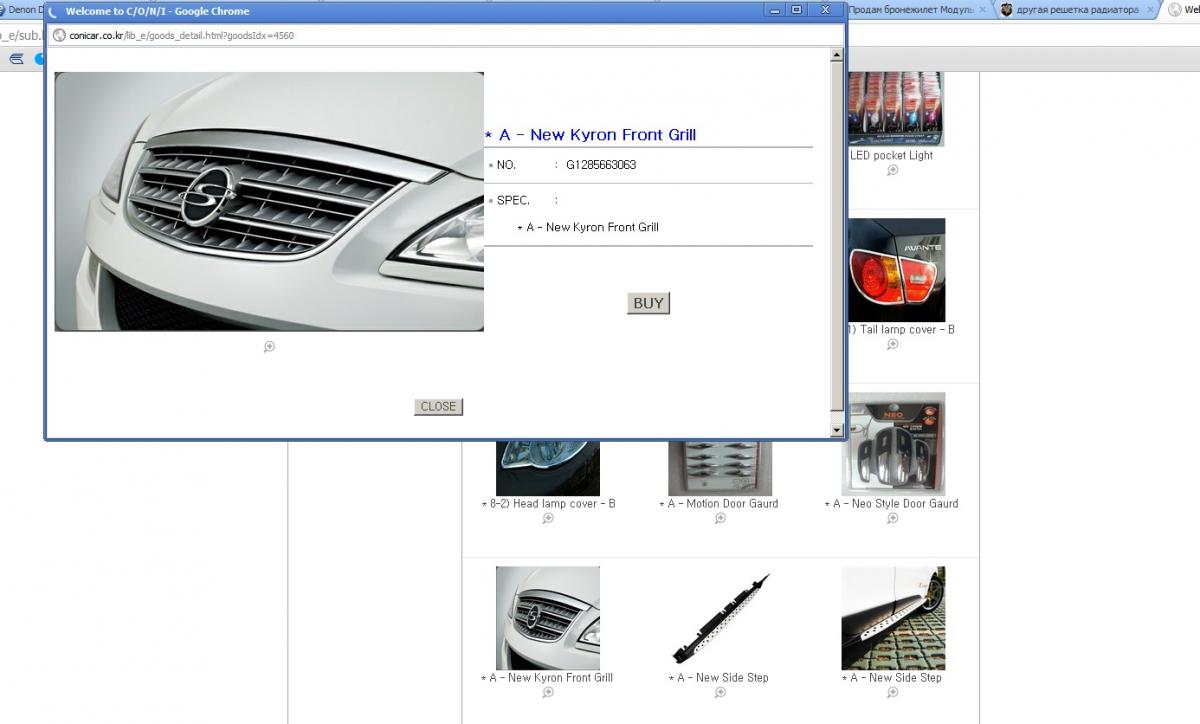 Welcome to C/O/N/I - Google Chrome
Denon D
Продам бронежилет Модуль
другая решетка радиатора
Wel
_e/sub.l
conicar.co.kr/lib_e/goods_detail.html?goodsIdx=4560
* A - New Kyron Front Grill
NO. : G1285663063
SPEC. :
* A - New Kyron Front Grill
BUY
CLOSE
LED pocket Light
AVANTE
1) Tail lamp cover - B
NEO
* 8-2) Head lamp cover - B
* A - Motion Door Gaurd
* A - Neo Style Door Gaurd
* A - New Kyron Front Grill
* A - New Side Step
* A - New Side Step